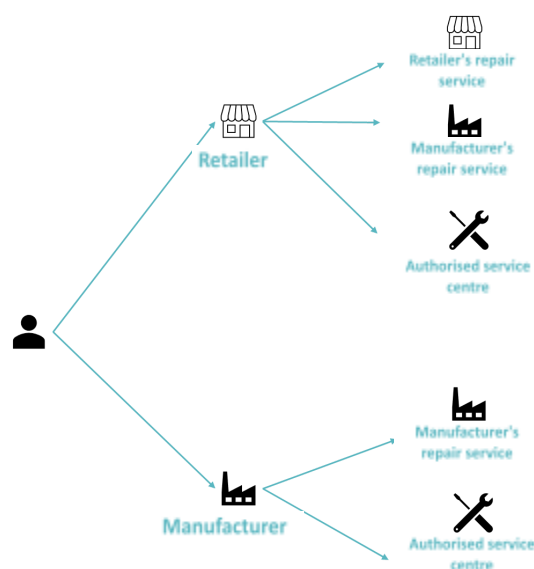 Retailer's repair
service
Retailer
Manufacturer's
repair service
Authorised service
centre
Manufacturer's
repair service
Manufacturer
Authorised service
centre